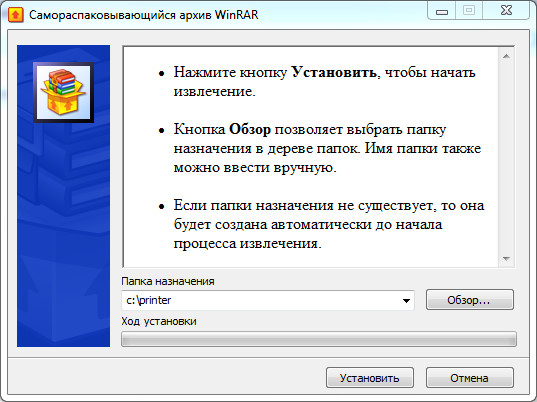 Самораспаковывающийся архив WinRAR
• Нажмите кнопку Установить, чтобы начать
извлечение.
• Кнопка Обзор позволяет выбрать папку
назначения в дереве папок. Имя папки также
можно ввести вручную.
• Если папки назначения не существует, то она
будет создана автоматически до начала
процесса извлечения.
Папка назначения
c:\printer
Обзор...
Ход установки
Установить
Отмена